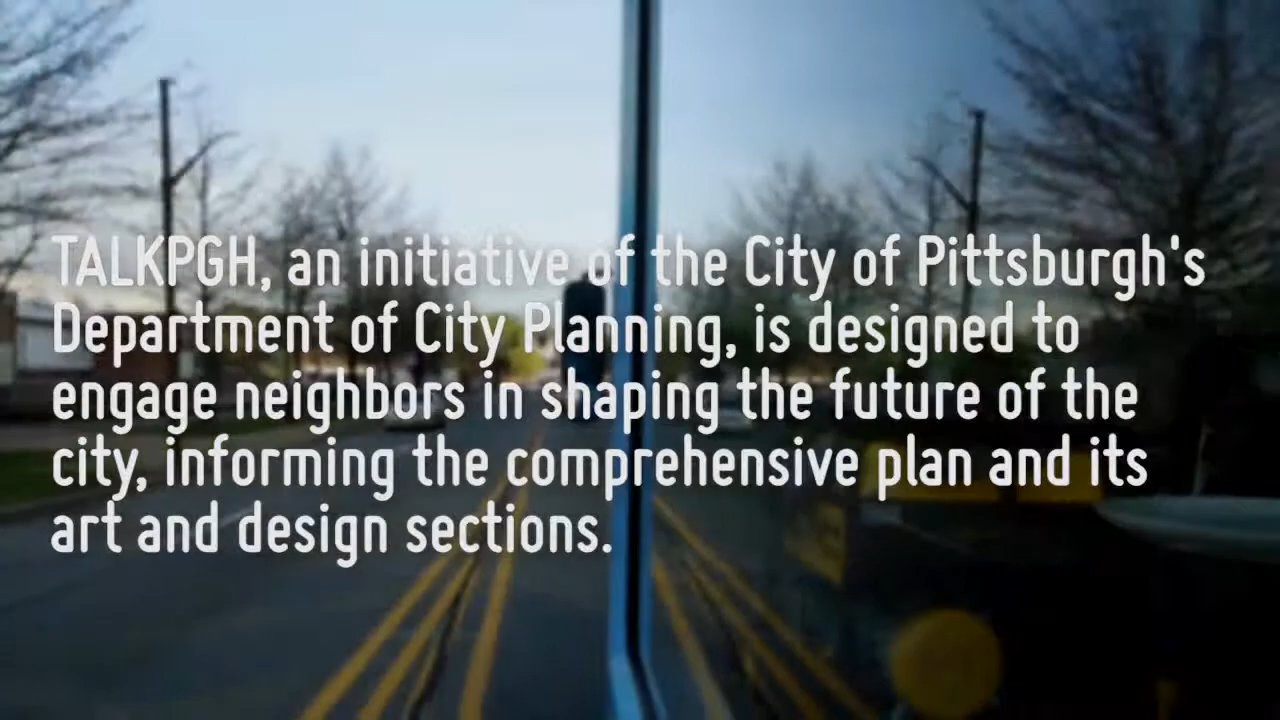 TALKPGH, an initiative of the City of Pittsburgh's
Department of City Planning, is designed to
engage neighbors in shaping the future of the
city, informing the comprehensive plan and its
art and design sections.